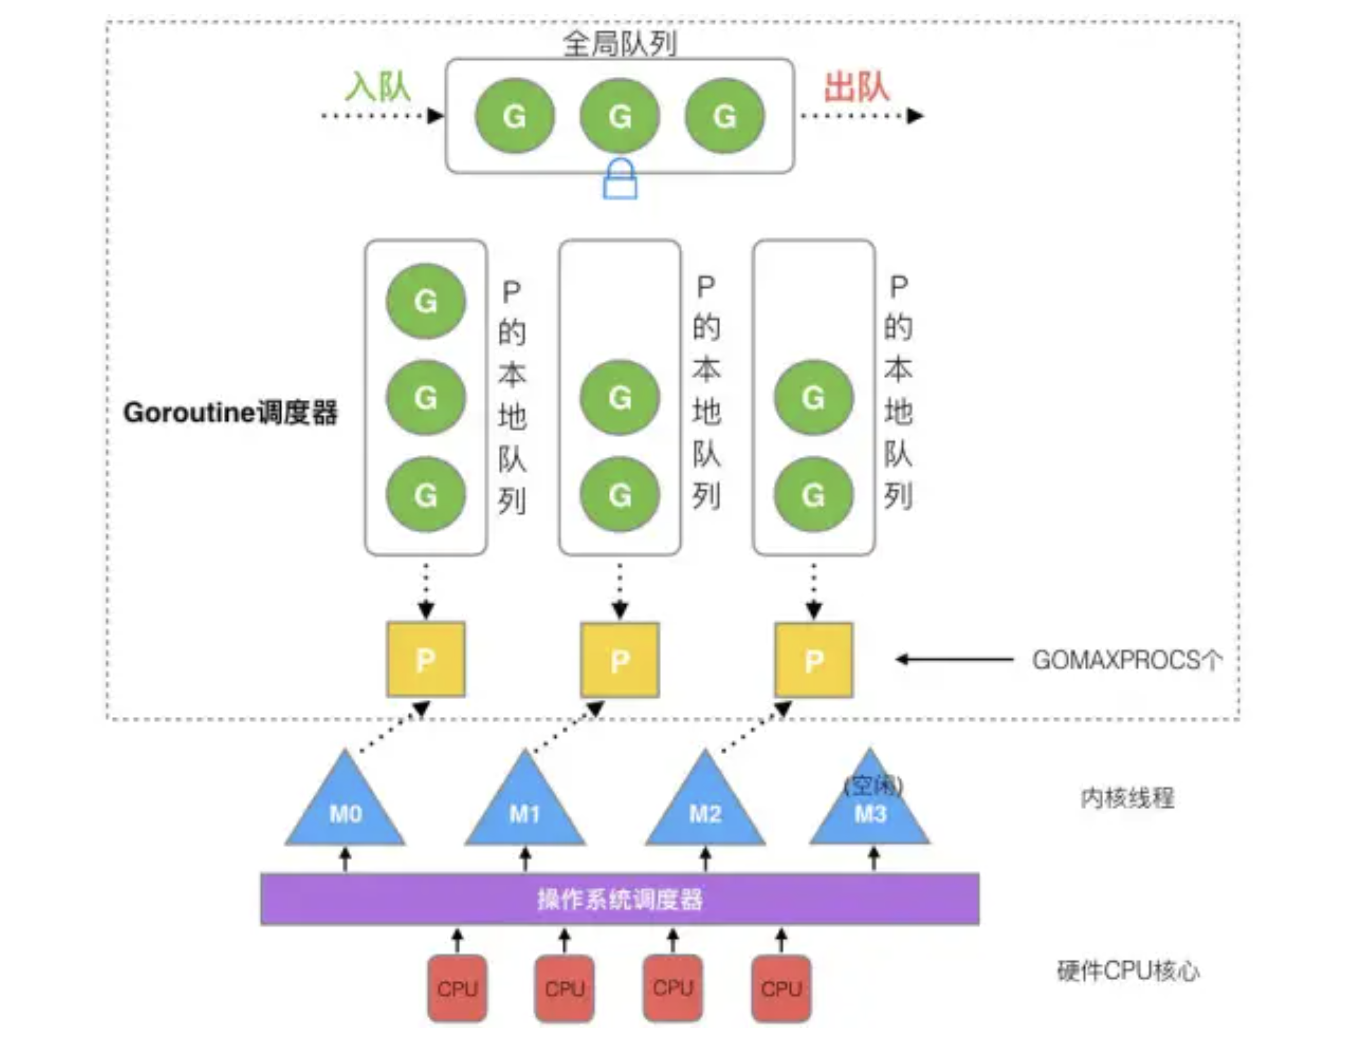 全局队列
入队
出队
G G G
G
G G G
G G G
P的本地队列
P的本地队列
P的本地队列
Goroutine调度器
P P P
GOMAXPROCS个
(空闲)
M0 M1 M2 M3
内核线程
操作系统调度器
CPU CPU CPU CPU
硬件CPU核心